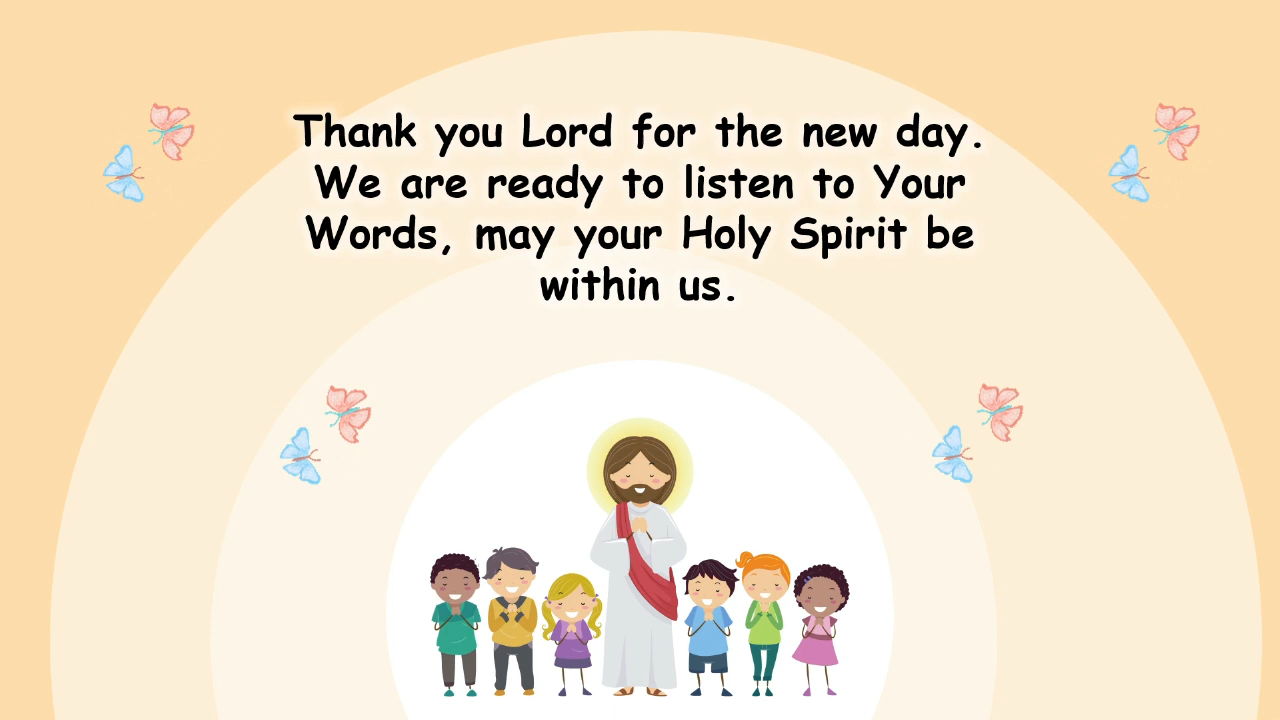 Thank you Lord for the new day.
We are ready to listen to Your
Words, may your Holy Spirit be
within us.